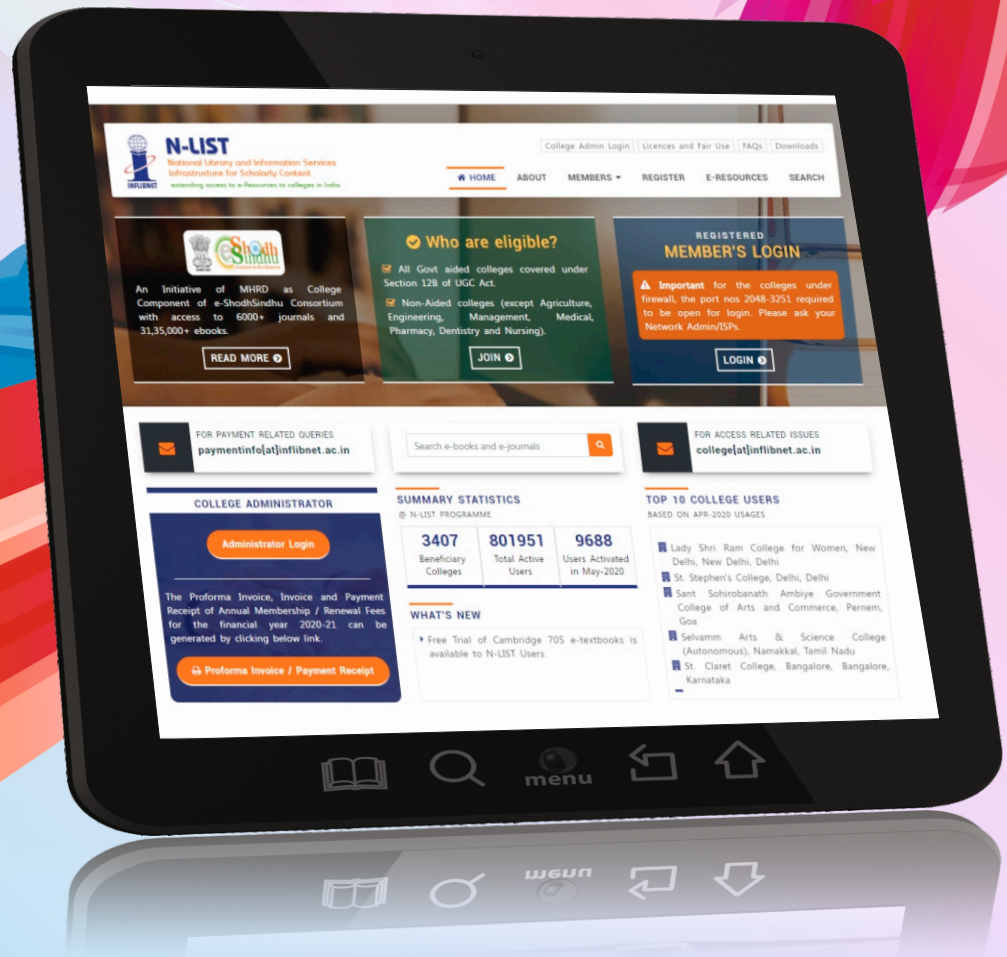 N-LIST
National Library and Information Services
Infrastructure for Scholarly Content
extending access to e-Resources to colleges in India
INFLIBNET
College Admin Login
Licences and Fair Use
FAQs
Downloads
HOME
ABOUT
MEMBERS
REGISTER
E-RESOURCES
SEARCH
eShodh
Sindhu
An Initiative of MHRD as College
Component of e-ShodhSindhu Consortium
with access to 6000+ journals and
31,35,000+ ebooks.
READ MORE
Who are eligible?
All Govt aided colleges covered under
Section 12B of UGC Act.
Non-Aided colleges (except Agriculture,
Engineering, Management, Medical,
Pharmacy, Dentistry and Nursing).
JOIN
REGISTERED
MEMBER'S LOGIN
Important for the colleges under
firewall, the port nos 2048-3251 required
to be open for login. Please ask your
Network Admin/ISPs.
LOGIN
FOR PAYMENT RELATED QUERIES
paymentinfo[at]inflibnet.ac.in
Search e-books and e-journals
FOR ACCESS RELATED ISSUES
college[at]inflibnet.ac.in
COLLEGE ADMINISTRATOR
Administrator Login
The Proforma Invoice, Invoice and Payment
Receipt of Annual Membership / Renewal Fees
for the financial year 2020-21 can be
generated by clicking below link.
Proforma Invoice / Payment Receipt
SUMMARY STATISTICS
@ N-LIST PROGRAMME
3407
Beneficiary
Colleges
801951
Total Active
Users
9688
Users Activated
in May-2020
WHAT'S NEW
Free Trial of Cambridge 705 e-textbooks is
available to N-LIST Users.
TOP 10 COLLEGE USERS
BASED ON APR-2020 USAGES
Lady Shri Ram College for Women, New
Delhi, New Delhi, Delhi
St. Stephen's College, Delhi, Delhi
Sant Sohirobanath Ambiye Government
College of Arts and Commerce, Pernem,
Goa
Selvamm Arts & Science College
(Autonomous), Namakkal, Tamil Nadu
St. Claret College, Bangalore, Bangalore,
Karnataka
menu
menu